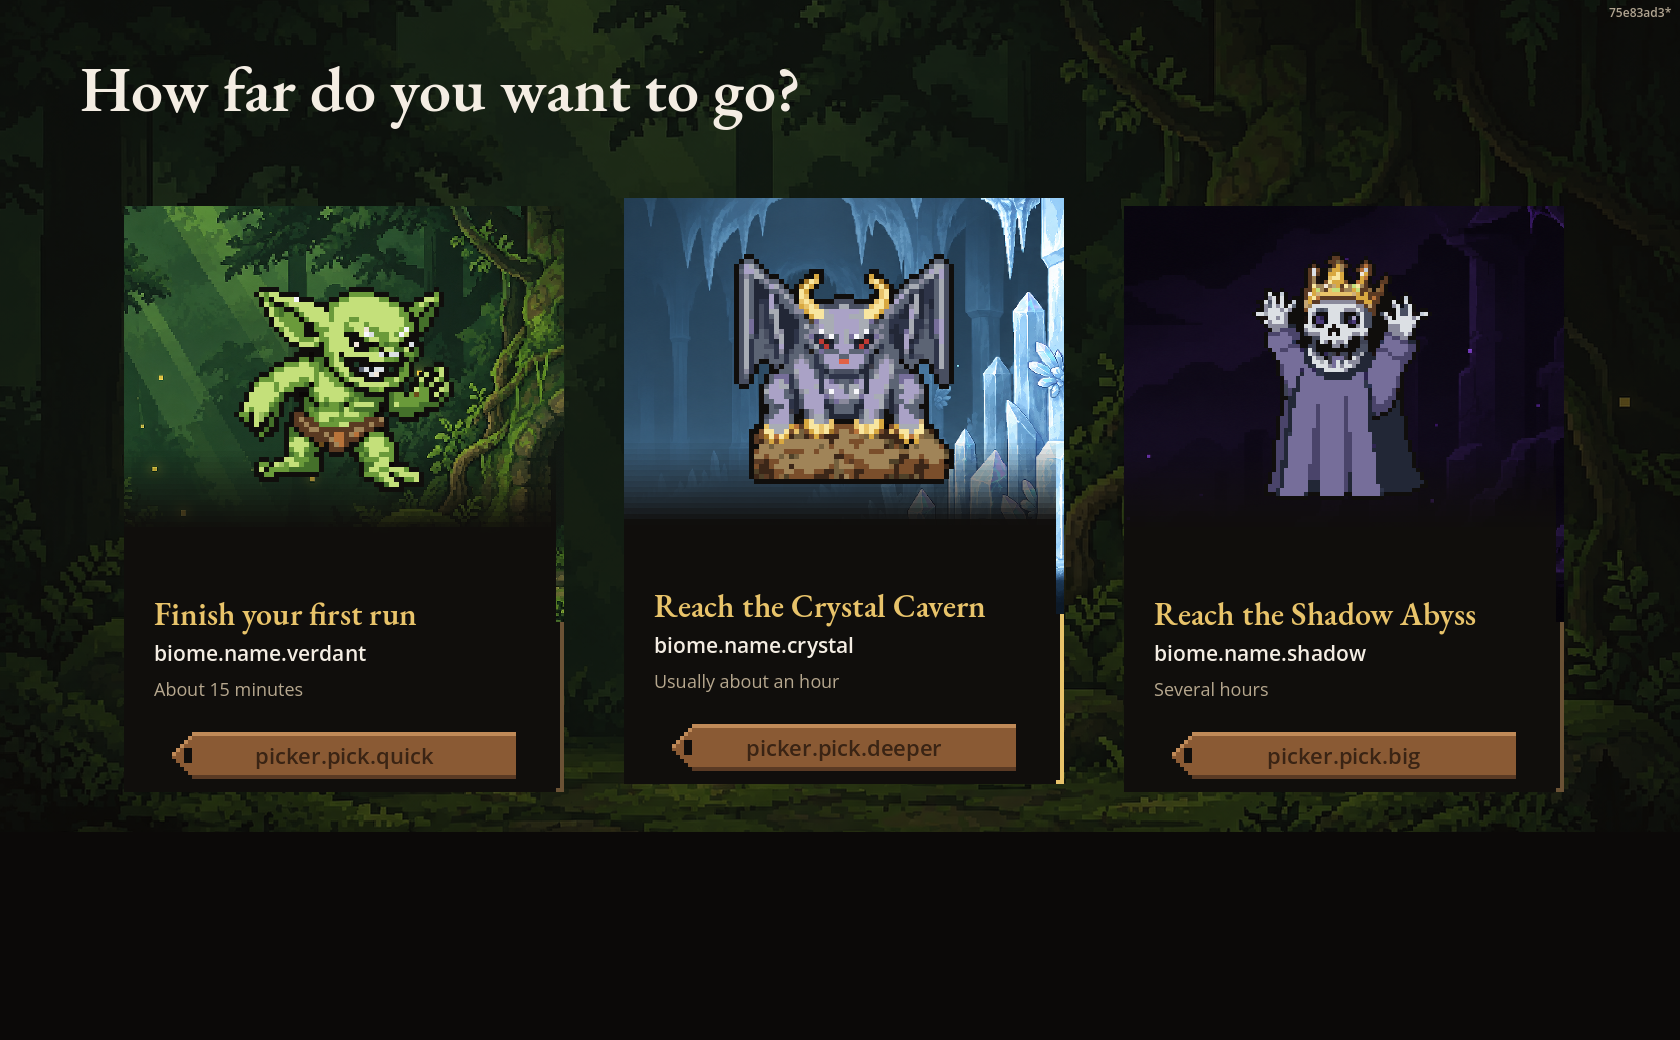 75e83ad3*
How far do you want to go?
Finish your first run
biome.name.verdant
About 15 minutes
picker.pick.quick
Reach the Crystal Cavern
biome.name.crystal
Usually about an hour
picker.pick.deeper
Reach the Shadow Abyss
biome.name.shadow
Several hours
picker.pick.big